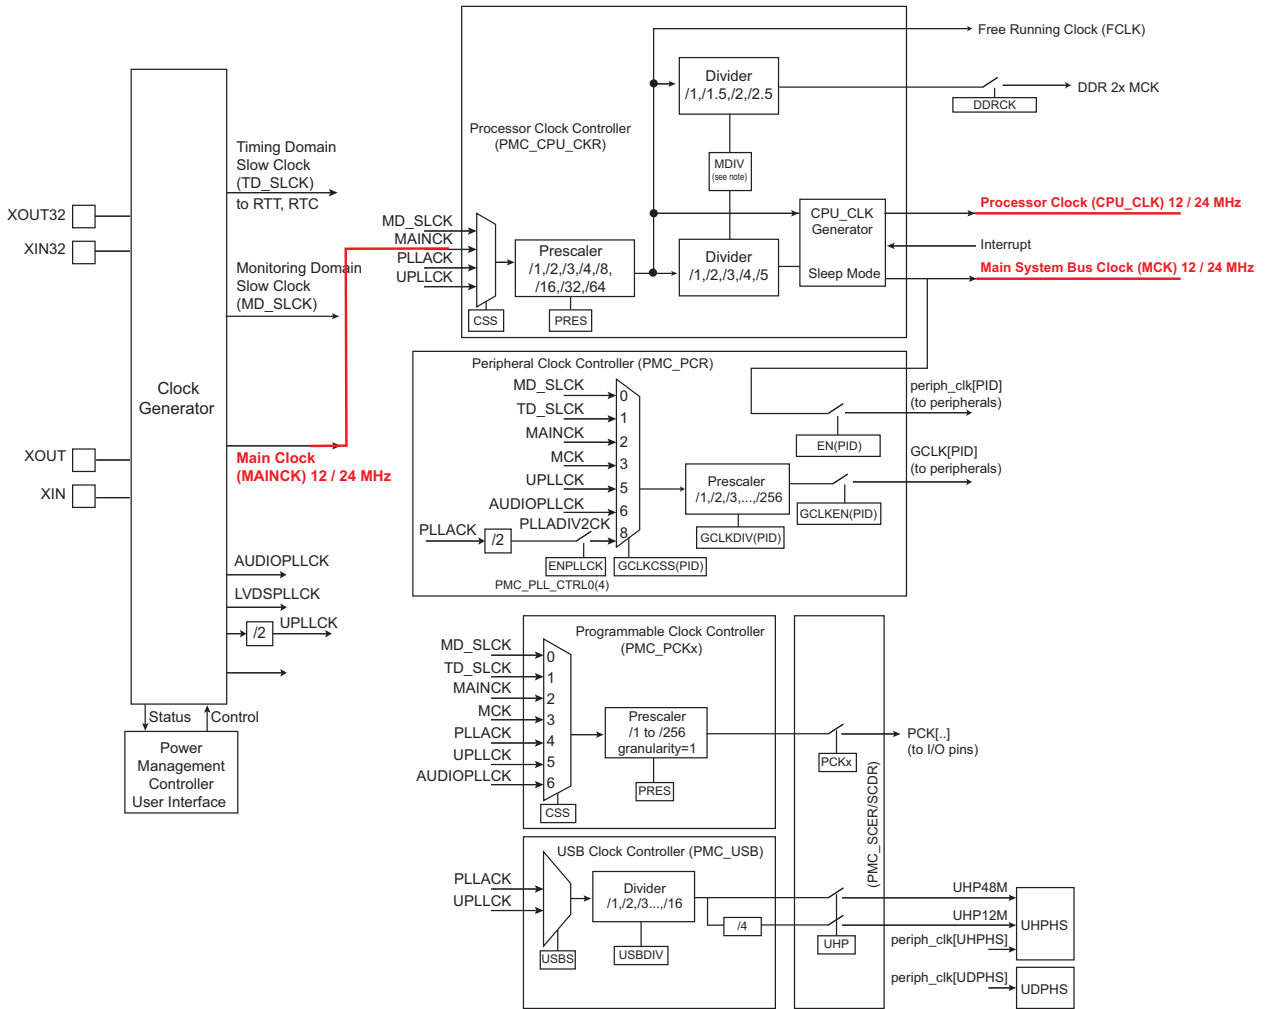 Free Running Clock (FCLK)
Divider
/1,/1.5,/2,/2.5
DDR 2x MCK
DDRCK
Processor Clock Controller
(PMC_CPU_CKR)
MDIV
(see note)
Timing Domain
Slow Clock
(TD_SLCK)
to RTT, RTC
XOUT32
XIN32
MD_SLCK
MAINCK
PLLACK
UPLLCK
Prescaler
/1,/2,/3,/4,/8,
/16,/32,/64
CSS
PRES
Divider
/1,/2,/3,/4,/5
CPU_CLK
Generator
Sleep Mode
Processor Clock (CPU_CLK) 12 / 24 MHz
Interrupt
Main System Bus Clock (MCK) 12 / 24 MHz
Monitoring Domain
Slow Clock
(MD_SLCK)
Clock
Generator
Main Clock
(MAINCK) 12 / 24 MHz
XOUT
XIN
AUDIOPLLCK
LVDSPLLCK
/2
UPLLCK
Status
Control
Power
Management
Controller
User Interface
Peripheral Clock Controller (PMC_PCR)
MD_SLCK
0
TD_SLCK
1
MAINCK
2
MCK
3
UPLLCK
5
AUDIOPLLCK
6
PLLACK
/2
PLLADIV2CK
8
ENPLLCK
GCLKCSS(PID)
PMC_PLL_CTRL0(4)
Prescaler
/1,/2,/3,...,/256
GCLKDIV(PID)
periph_clk[PID]
(to peripherals)
EN(PID)
GCLK[PID]
(to peripherals)
GCLKEN(PID)
Programmable Clock Controller
(PMC_PCKx)
MD_SLCK
0
TD_SLCK
1
MAINCK
2
MCK
3
PLLACK
4
UPLLCK
5
AUDIOPLLCK
6
CSS
Prescaler
/1 to /256
granularity=1
PRES
PCKx
PCK[..]
(to I/O pins)
(PMC_SCER/SCDR)
USB Clock Controller (PMC_USB)
PLLACK
UPLLCK
USBS
Divider
/1,/2,/3...,/16
USBDIV
/4
UHP
UHP48M
UHP12M
periph_clk[UHPHS]
UHPHS
periph_clk[UDPHS]
UDPHS